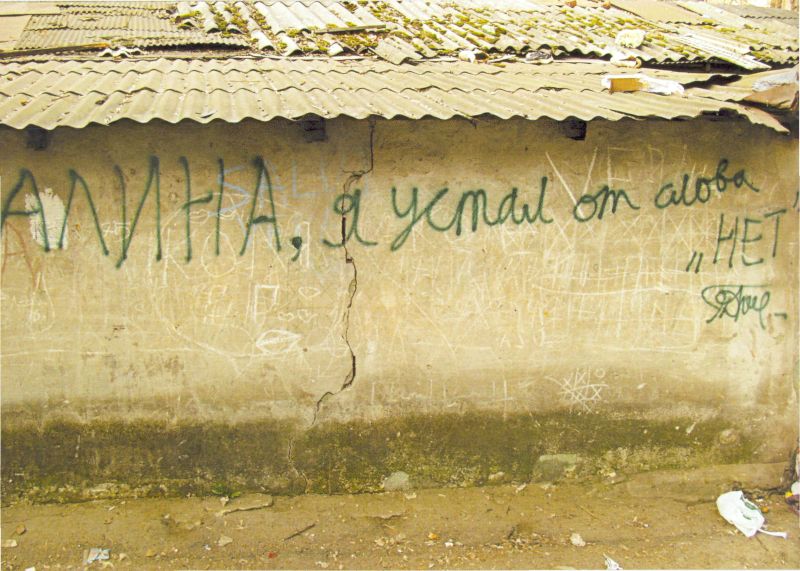 АЛИНА, я устал от слова
„НЕТ"